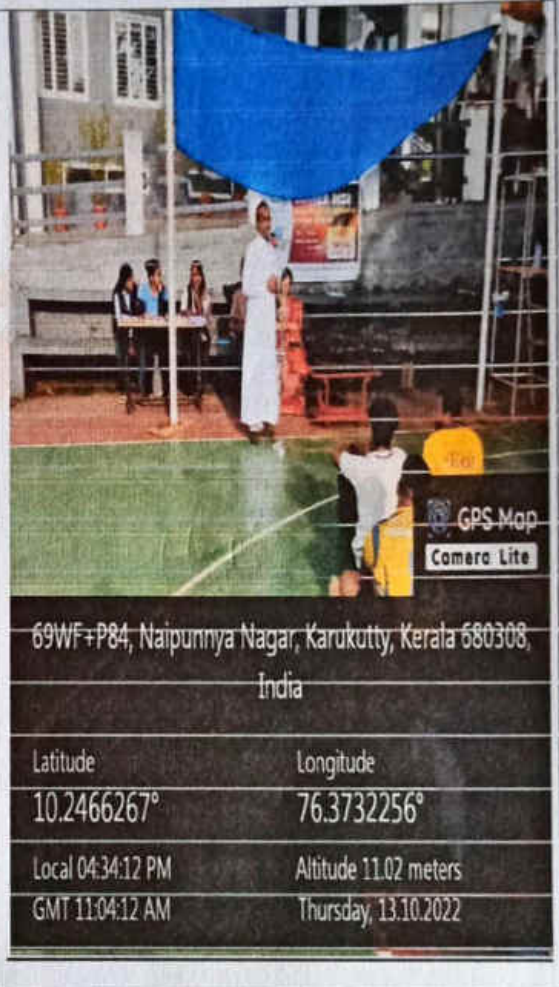 GPS Map
Camera Lite
69WF+P84, Naipunnya Nagar, Karukutty, Kerala 680308,
India
Latitude
10.2466267°
Longitude
76.3732256°
Local 04:34:12 PM
GMT 11:04:12 AM
Altitude 11.02 meters
Thursday, 13.10.2022